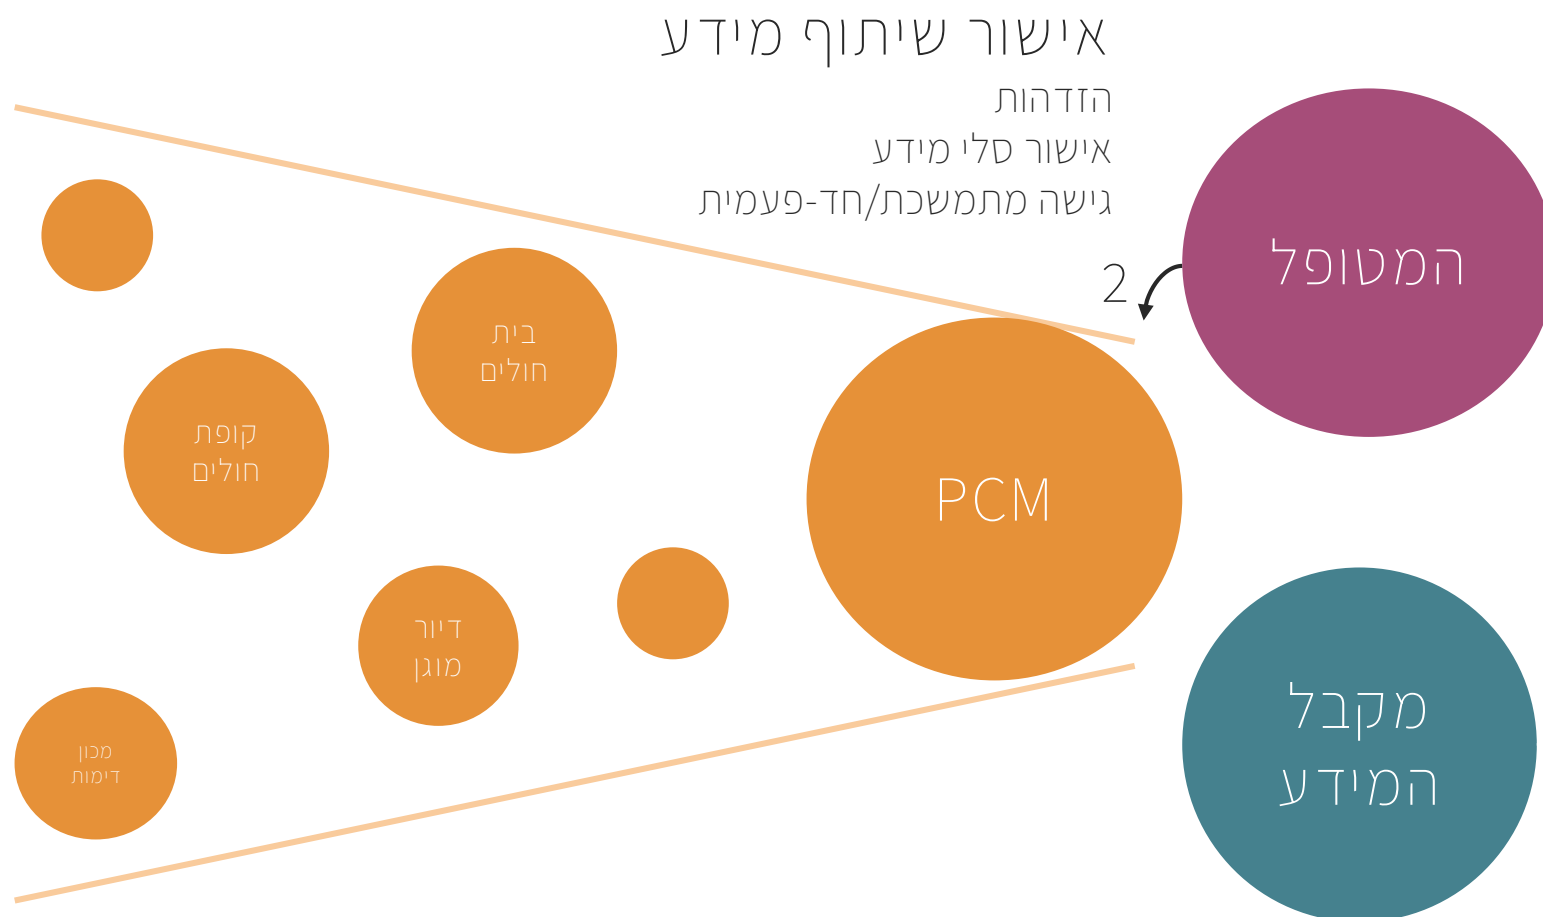 אישור שיתוף מידע
הזדהות
אישור סלי מידע
גישה מתמשכת/חד-פעמית
2
המטופל
בית
חולים
קופת
חולים
PCM
דיור
מוגן
מכון
דימות
מקבל
המידע